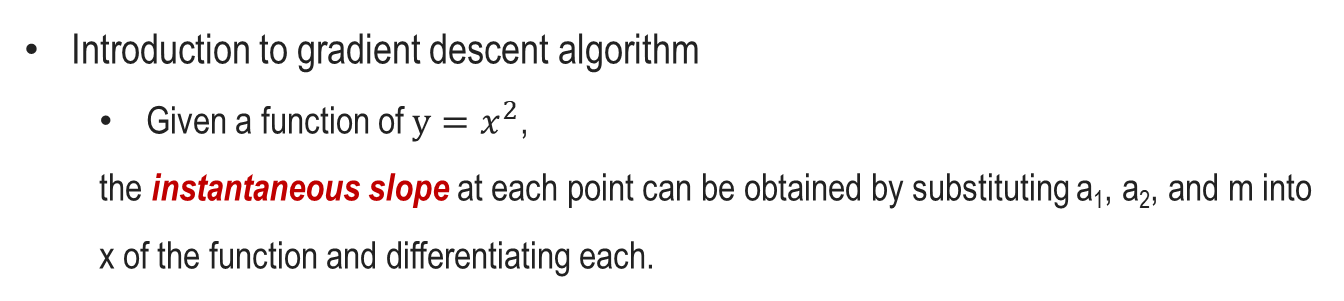 • Introduction to gradient descent algorithm
• Given a function of y = x²,
the instantaneous slope at each point can be obtained by substituting a₁, a₂, and m into
x of the function and differentiating each.